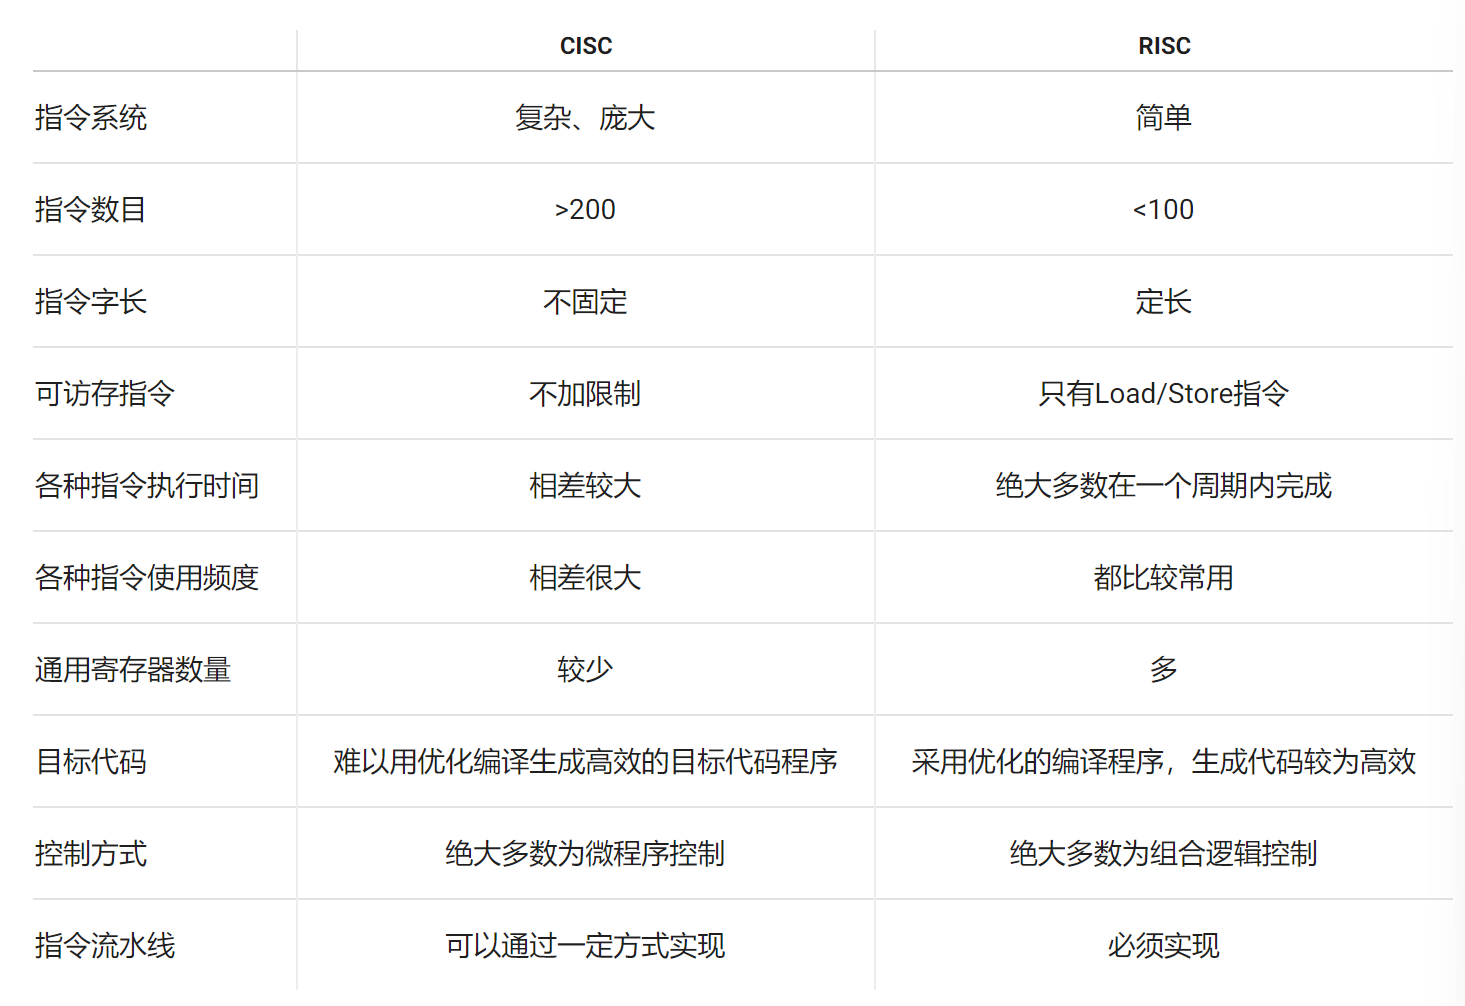 CISC RISC
指令系统 复杂、庞大 简单
指令数目 >200 <100
指令字长 不固定 定长
可访存指令 不加限制 只有Load/Store指令
各种指令执行时间 相差较大 绝大多数在一个周期内完成
各种指令使用频度 相差很大 都比较常用
通用寄存器数量 较少 多
目标代码 难以用优化编译生成高效的目标代码程序 采用优化的编译程序，生成代码较为高效
控制方式 绝大多数为微程序控制 绝大多数为组合逻辑控制
指令流水线 可以通过一定方式实现 必须实现